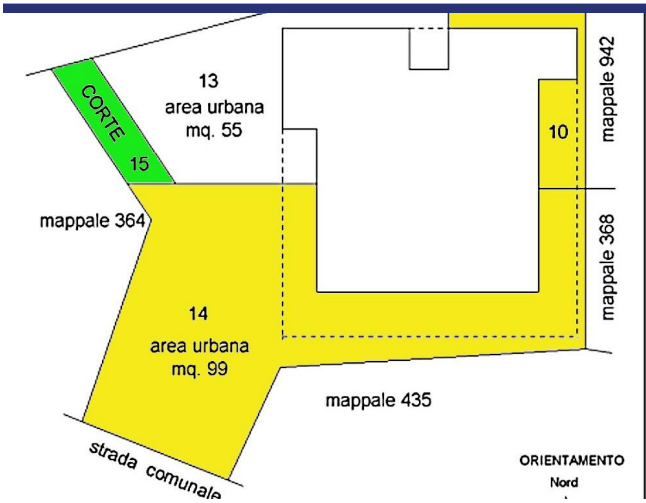 13
area urbana
mq. 55
CORTE
15
10
mappale 942
mappale 364
mappale 368
14
area urbana
mq. 99
mappale 435
strada comunale
ORIENTAMENTO
Nord